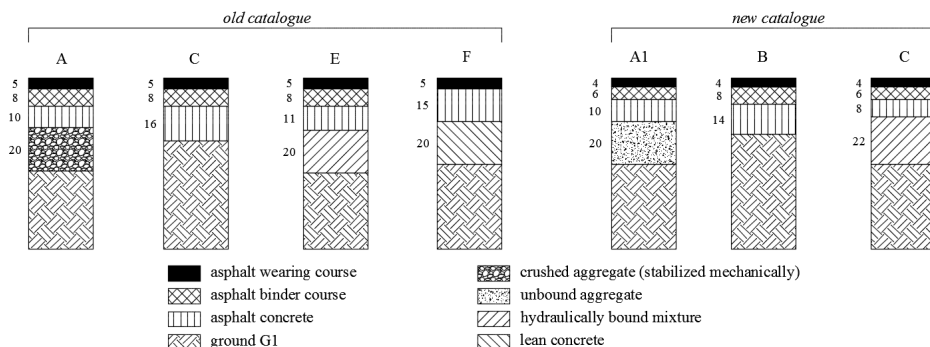 old catalogue
new catalogue
A
C
E
F
A1
B
C
5
8
10
20
5
8
16
5
8
11
20
5
15
20
4
6
10
20
4
8
14
4
6
8
22
asphalt wearing course
asphalt binder course
asphalt concrete
ground G1
crushed aggregate (stabilized mechanically)
unbound aggregate
hydraulically bound mixture
lean concrete